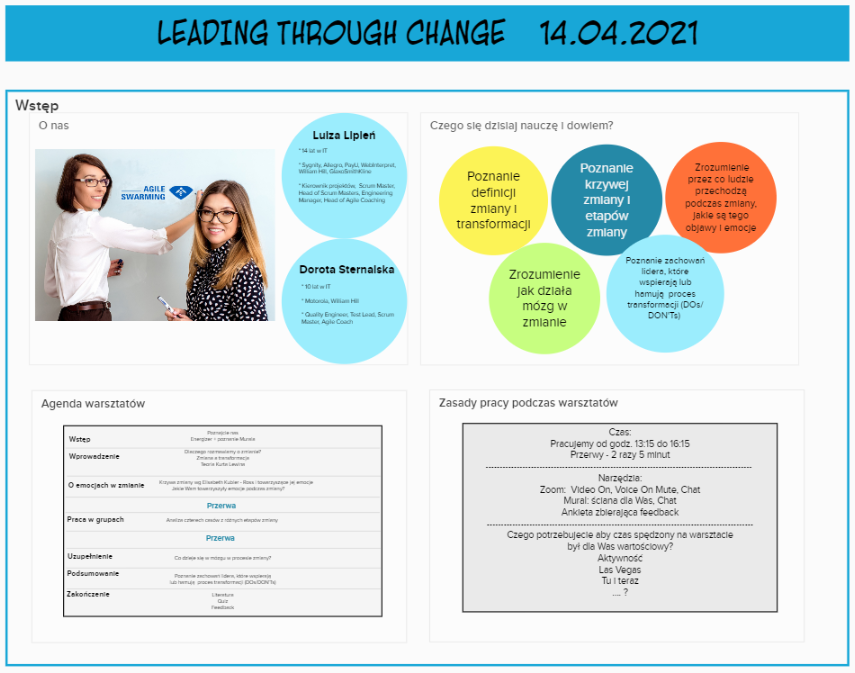 LEADING THROUGH CHANGE 14.04.2021
Wstęp
O nas
AGILE
SWARMING
Luiza Lipień
* 14 lat w IT
* Sygnity, Allegro, PayU, WebInterpret,
William Hill, GlaxoSmithKline
* Kierownik projektów, Scrum Master,
Head of Scrum Masters, Engineering
Manager, Head of Agile Coaching
Dorota Sternalska
* 10 lat w IT
* Motorola, William Hill
* Quality Engineer, Test Lead, Scrum
Master, Agile Coach
Czego się dzisiaj nauczę i dowiem?
Poznanie
definicji
zmiany i
transformacji
Poznanie
krzywej
zmiany i
etapów
zmiany
Zrozumienie
przez co ludzie
przechodzą
podczas zmiany,
jakie są tego
objawy i emocje
Zrozumienie
jak działa
mózg w
zmianie
Poznanie zachowań
lidera, które
wspierają lub
hamują proces
transformacji (DOs/
DON'Ts)
Agenda warsztatów
Wstęp
Poznajcie nas
Energizer + poznanie Murala
Wprowadzenie
Dlaczego rozmawiamy o zmianie?
Zmiana a transformacja
Teoria Kurta Lewina
O emocjach w zmianie
Krzywa zmiany wg Elisabeth Kubler - Ross i towarzyszące jej emocje
Jakie Wam towarzyszyły emocje podczas zmiany?
Przerwa
Praca w grupach
Analiza czterech casów z różnych etapów zmiany
Przerwa
Uzupełnienie
Co dzieje się w mózgu w procesie zmiany?
Podsumowanie
Poznanie zachowań lidera, które wspierają
lub hamują proces transformacji (DOs/DON'Ts)
Zakończenie
Literatura
Quiz
Feedback
Zasady pracy podczas warsztatów
Czas:
Pracujemy od godz. 13:15 do 16:15
Przerwy - 2 razy 5 minut
Narzędzia:
Zoom: Video On, Voice On Mute, Chat
Mural: ściana dla Was, Chat
Ankieta zbierająca feedback
Czego potrzebujecie aby czas spędzony na warsztacie
był dla Was wartościowy?
Aktywność
Las Vegas
Tu i teraz
.... ?